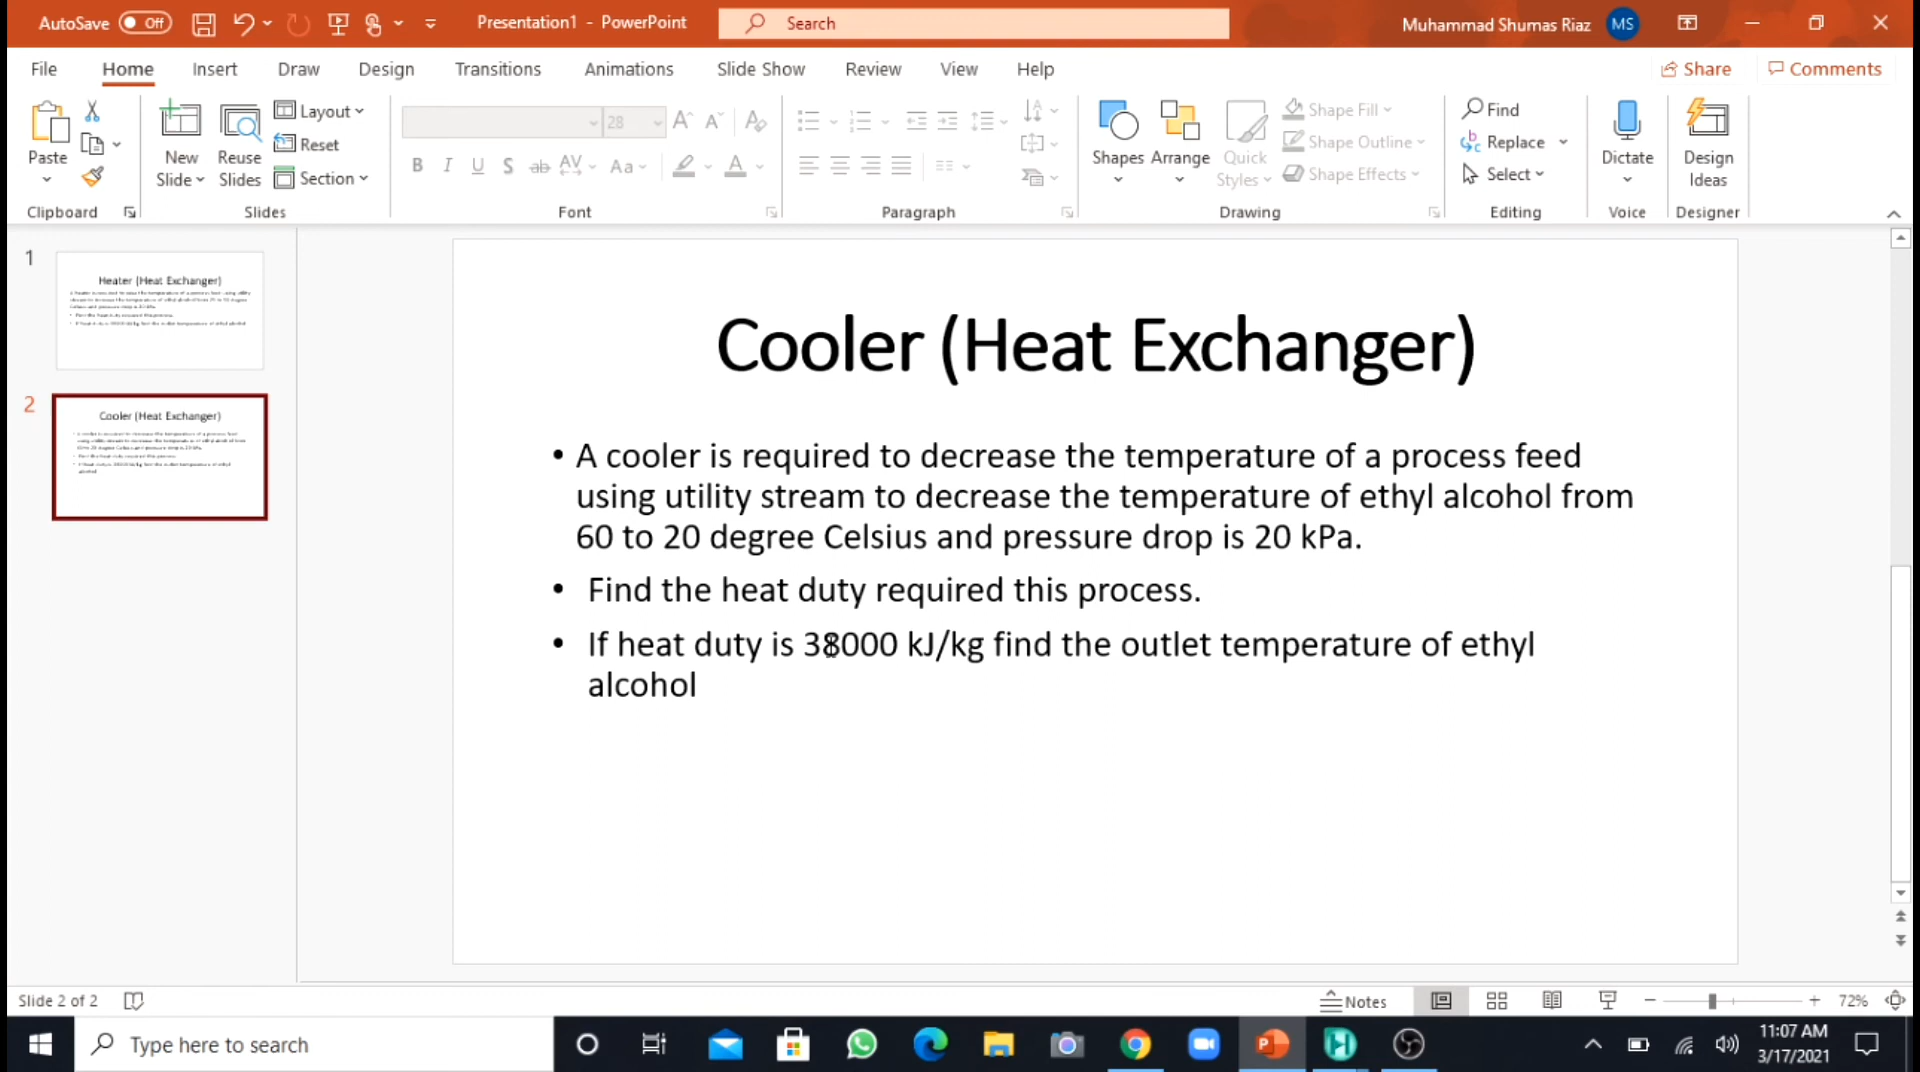 AutoSave Off Presentation1 - PowerPoint Search Muhammad Shumas Riaz MS
File Home Insert Draw Design Transitions Animations Slide Show Review View Help Share Comments
Paste
Clipboard
New Slide
Reuse Slides
Layout
Reset
Section
Slides
28
Font
Paragraph
Shapes
Arrange
Quick Styles
Shape Fill
Shape Outline
Shape Effects
Drawing
Find
Replace
Select
Editing
Dictate
Voice
Design Ideas
Designer
1
Heater (Heat Exchanger)
2
Cooler (Heat Exchanger)
Cooler (Heat Exchanger)
• A cooler is required to decrease the temperature of a process feed
using utility stream to decrease the temperature of ethyl alcohol from
60 to 20 degree Celsius and pressure drop is 20 kPa.
• Find the heat duty required this process.
• If heat duty is 38000 kJ/kg find the outlet temperature of ethyl
alcohol
Slide 2 of 2 Notes 72%
Type here to search 11:07 AM
3/17/2021